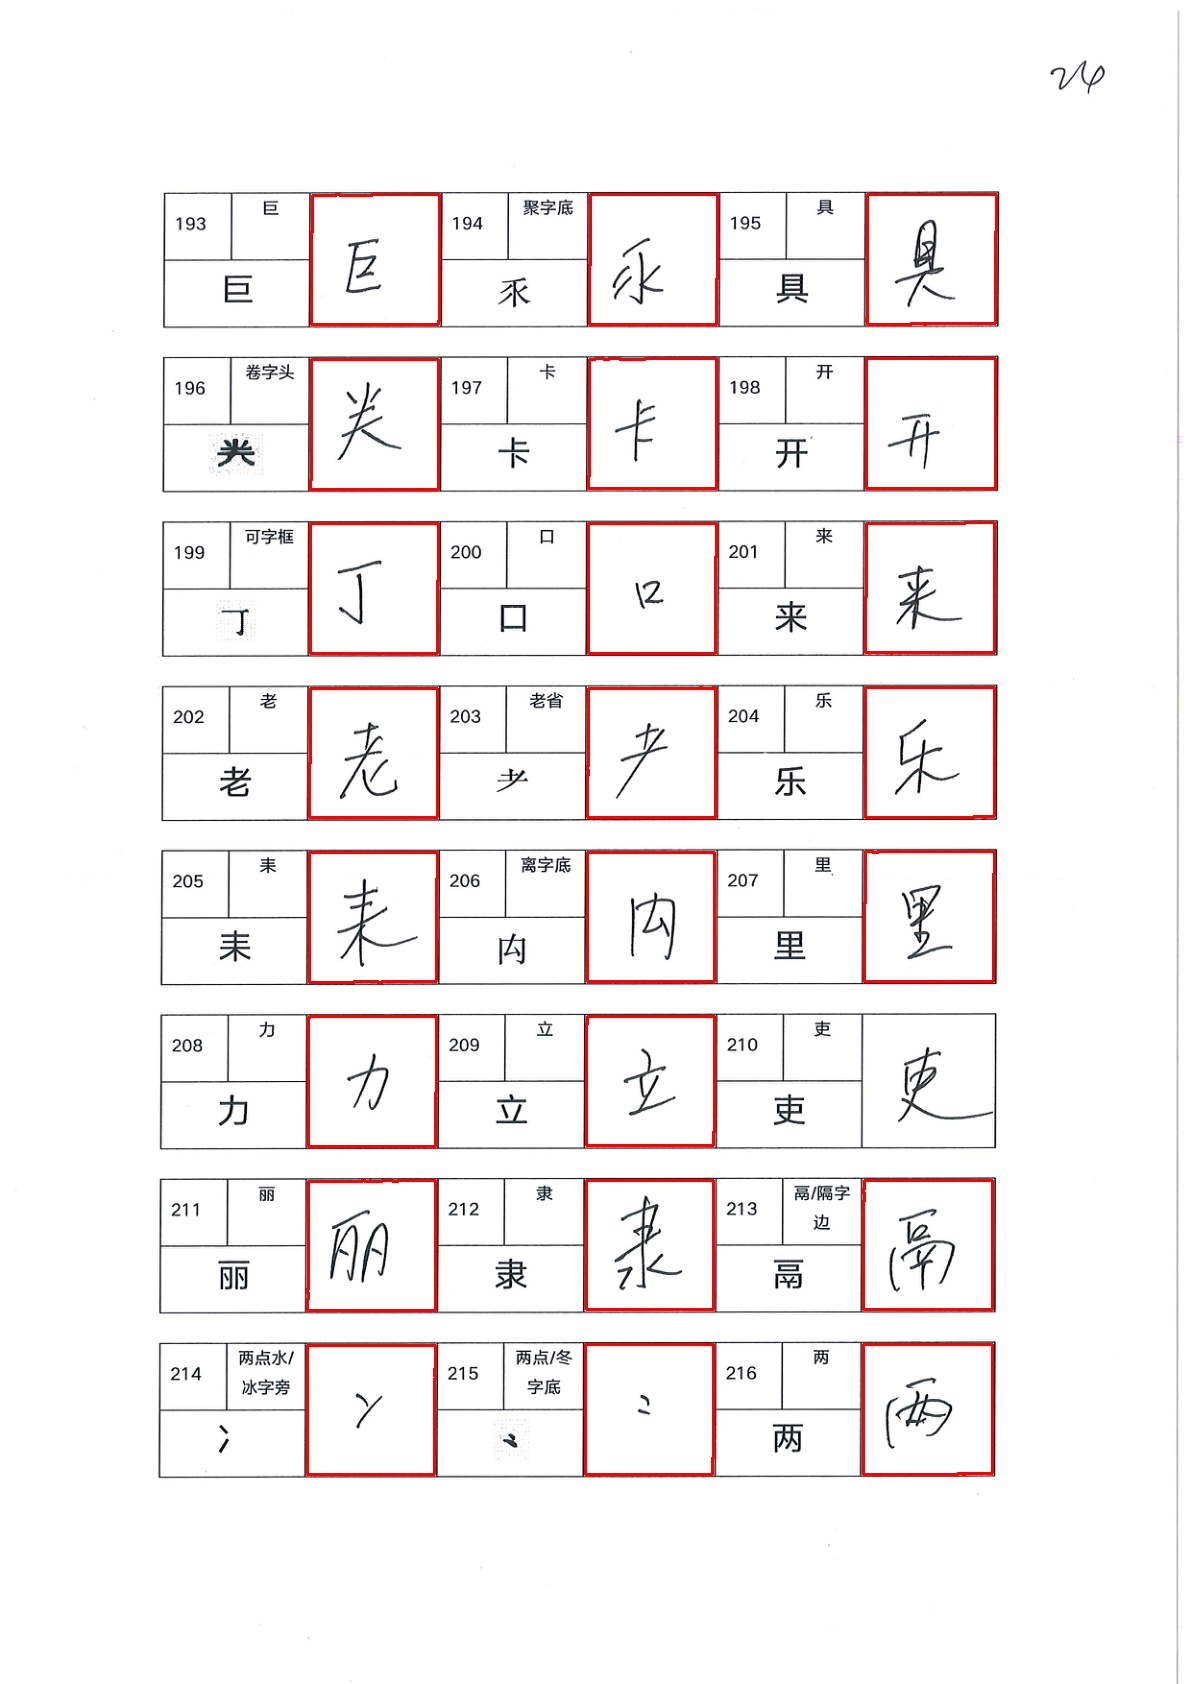 24
193 巨 巨 194 聚字底 乑 195 具 具
巨 乑 具
196 卷字头 龹 197 卡 卡 198 开 开
龹 卡 开
199 可字框 丁 200 口 口 201 来 来
丁 口 来
202 老 老 203 老省 耂 204 乐 乐
老 耂 乐
205 耒 耒 206 离字底 禸 207 里 里
耒 禸 里
208 力 力 209 立 立 210 吏 吏
力 立 吏
211 丽 丽 212 隶 隶 213 鬲/隔字边 鬲
丽 隶 鬲
214 两点水/冰字旁 冫 215 两点/冬字底 ⺀ 216 两 两
冫 ⺀ 两